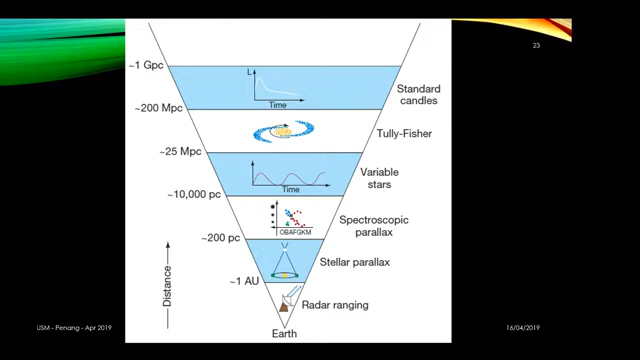 23
~1 Gpc
L
Time
Standard
candles
~200 Mpc
Tully-Fisher
~25 Mpc
Time
Variable
stars
~10,000 pc
OBAFGKM
Spectroscopic
parallax
~200 pc
Stellar parallax
~1 AU
Radar ranging
Distance
Earth
USM - Penang - Apr 2019
16/04/2019